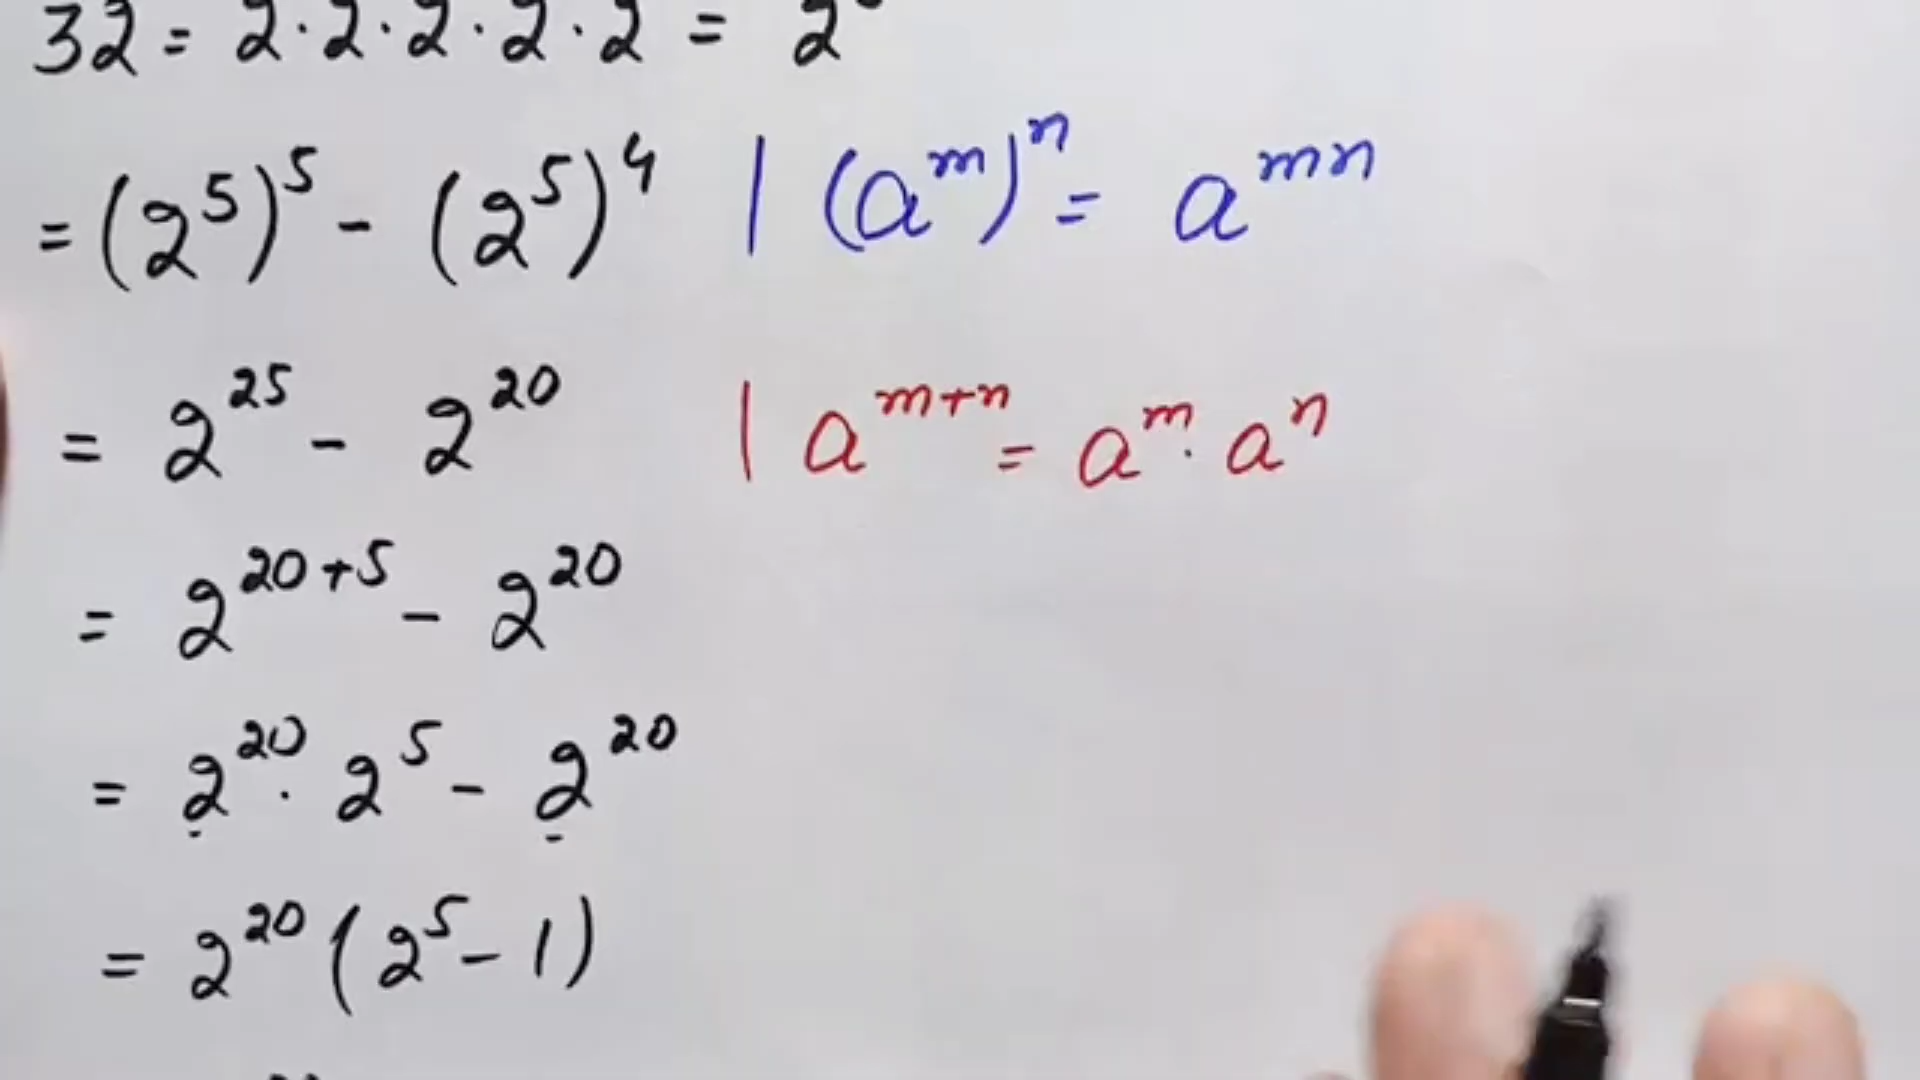 32 = 2·2·2·2·2 = 2
= (2⁵)⁵ - (2⁵)⁴ | (aᵐ)ⁿ = aᵐⁿ
= 2²⁵ - 2²⁰ | aᵐ⁺ⁿ = aᵐ · aⁿ
= 2²⁰⁺⁵ - 2²⁰
= 2²⁰ · 2⁵ - 2²⁰
= 2²⁰ (2⁵ - 1)